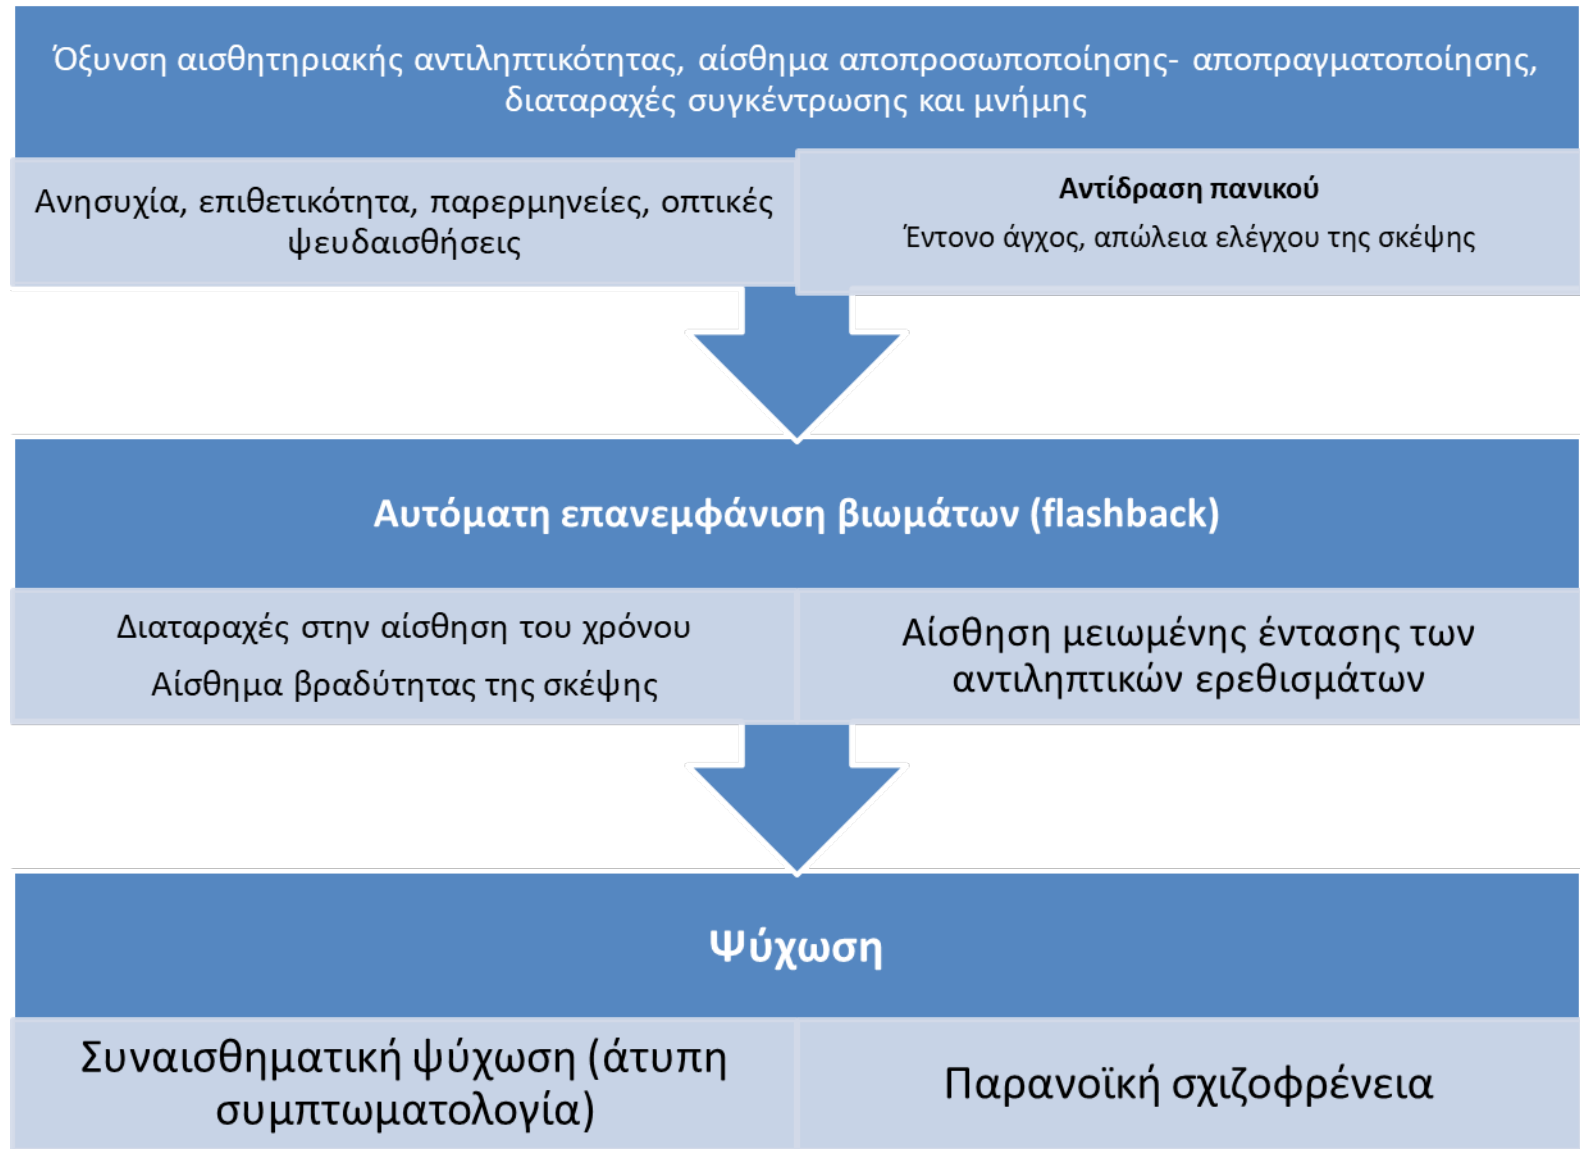 Όξυνση αισθητηριακής αντιληπτικότητας, αίσθημα αποπροσωποποίησης- αποπραγματοποίησης,
διαταραχές συγκέντρωσης και μνήμης
Ανησυχία, επιθετικότητα, παρερμηνείες, οπτικές
ψευδαισθήσεις
Αντίδραση πανικού
Έντονο άγχος, απώλεια ελέγχου της σκέψης
Αυτόματη επανεμφάνιση βιωμάτων (flashback)
Διαταραχές στην αίσθηση του χρόνου
Αίσθημα βραδύτητας της σκέψης
Αίσθηση μειωμένης έντασης των
αντιληπτικών ερεθισμάτων
Ψύχωση
Συναισθηματική ψύχωση (άτυπη
συμπτωματολογία)
Παρανοϊκή σχιζοφρένεια